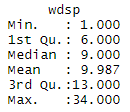 wdsp
Min.   : 1.000
1st Qu.: 6.000
Median : 9.000
Mean   : 9.987
3rd Qu.:13.000
Max.   :34.000